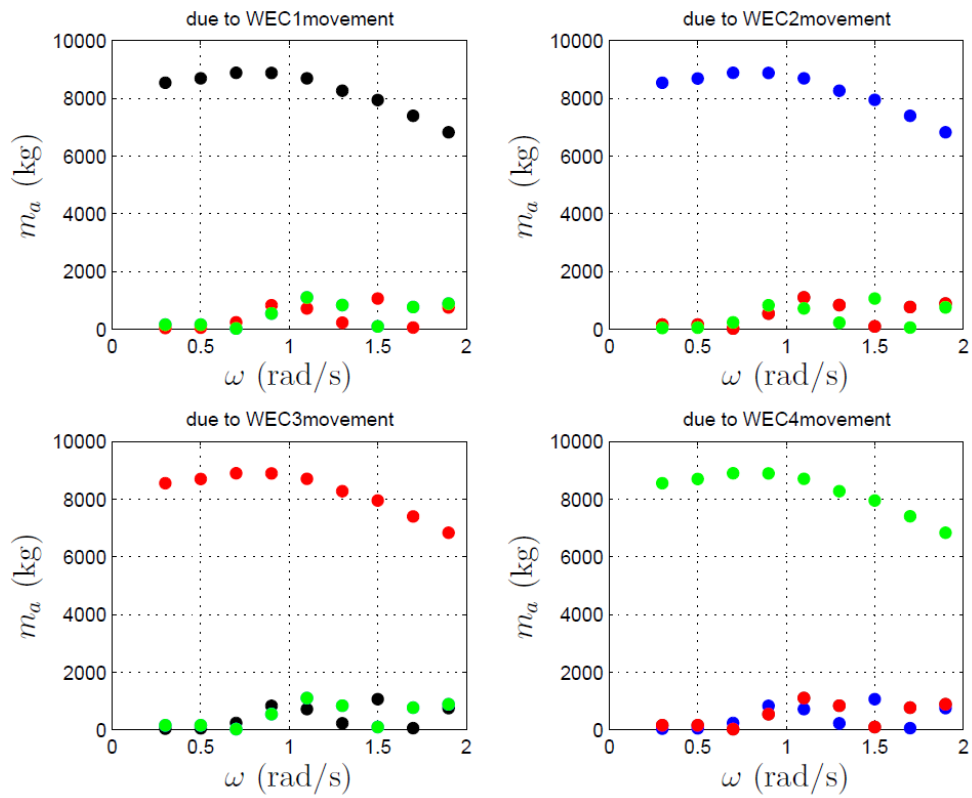 due to WEC1movement
10000
8000
6000
4000
2000
0
m_a (kg)
0 0.5 1 1.5 2
ω (rad/s)
due to WEC2movement
10000
8000
6000
4000
2000
0
m_a (kg)
0 0.5 1 1.5 2
ω (rad/s)
due to WEC3movement
10000
8000
6000
4000
2000
0
m_a (kg)
0 0.5 1 1.5 2
ω (rad/s)
due to WEC4movement
10000
8000
6000
4000
2000
0
m_a (kg)
0 0.5 1 1.5 2
ω (rad/s)